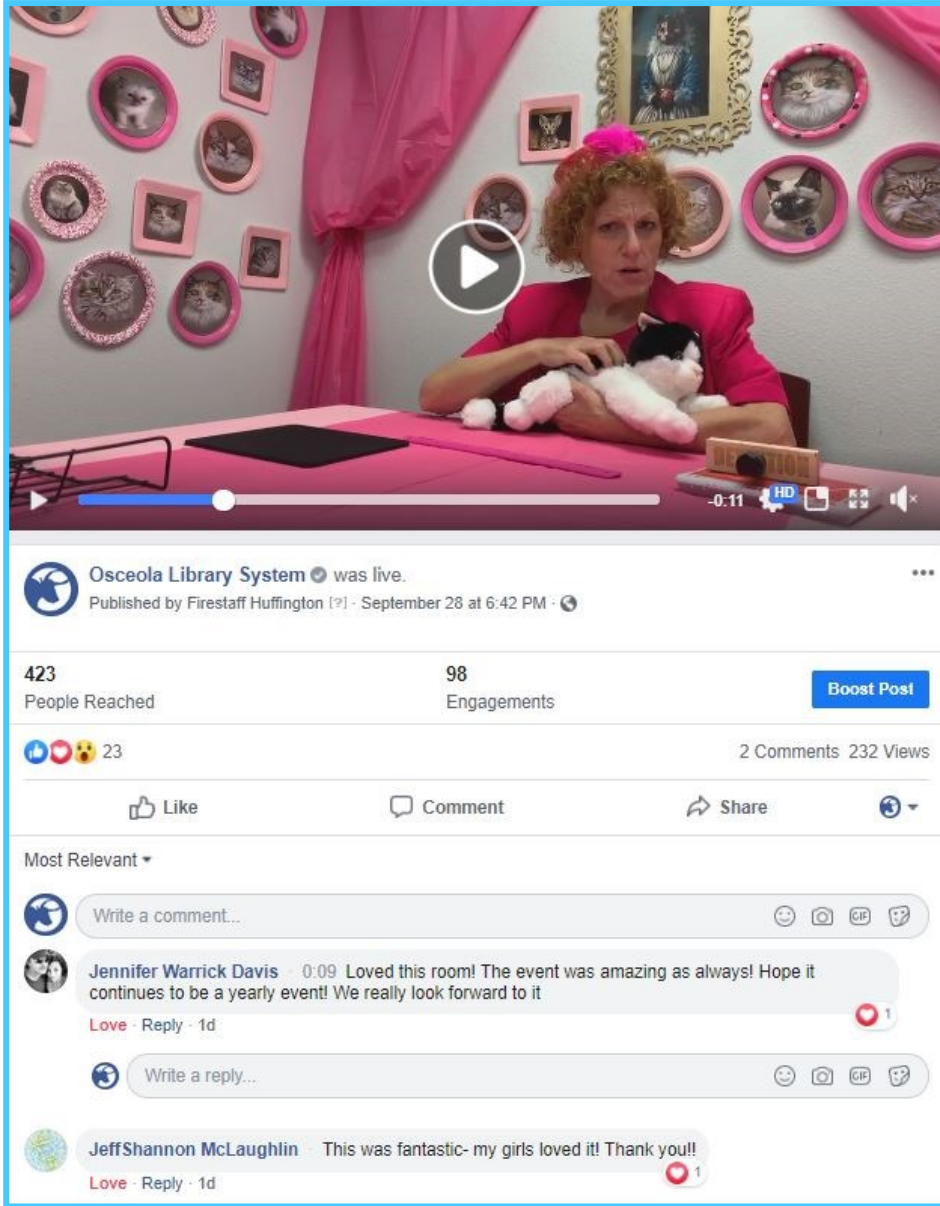 DETENTION
-0:11 HD
Osceola Library System was live.
Published by Firestaff Huffington [?] · September 28 at 6:42 PM ·
423
People Reached
98
Engagements
Boost Post
23
2 Comments 232 Views
Like Comment Share
Most Relevant
Write a comment...
GIF
Jennifer Warrick Davis · 0:09 Loved this room! The event was amazing as always! Hope it
continues to be a yearly event! We really look forward to it
1
Love · Reply · 1d
Write a reply...
GIF
JeffShannon McLaughlin · This was fantastic- my girls loved it! Thank you!!
1
Love · Reply · 1d